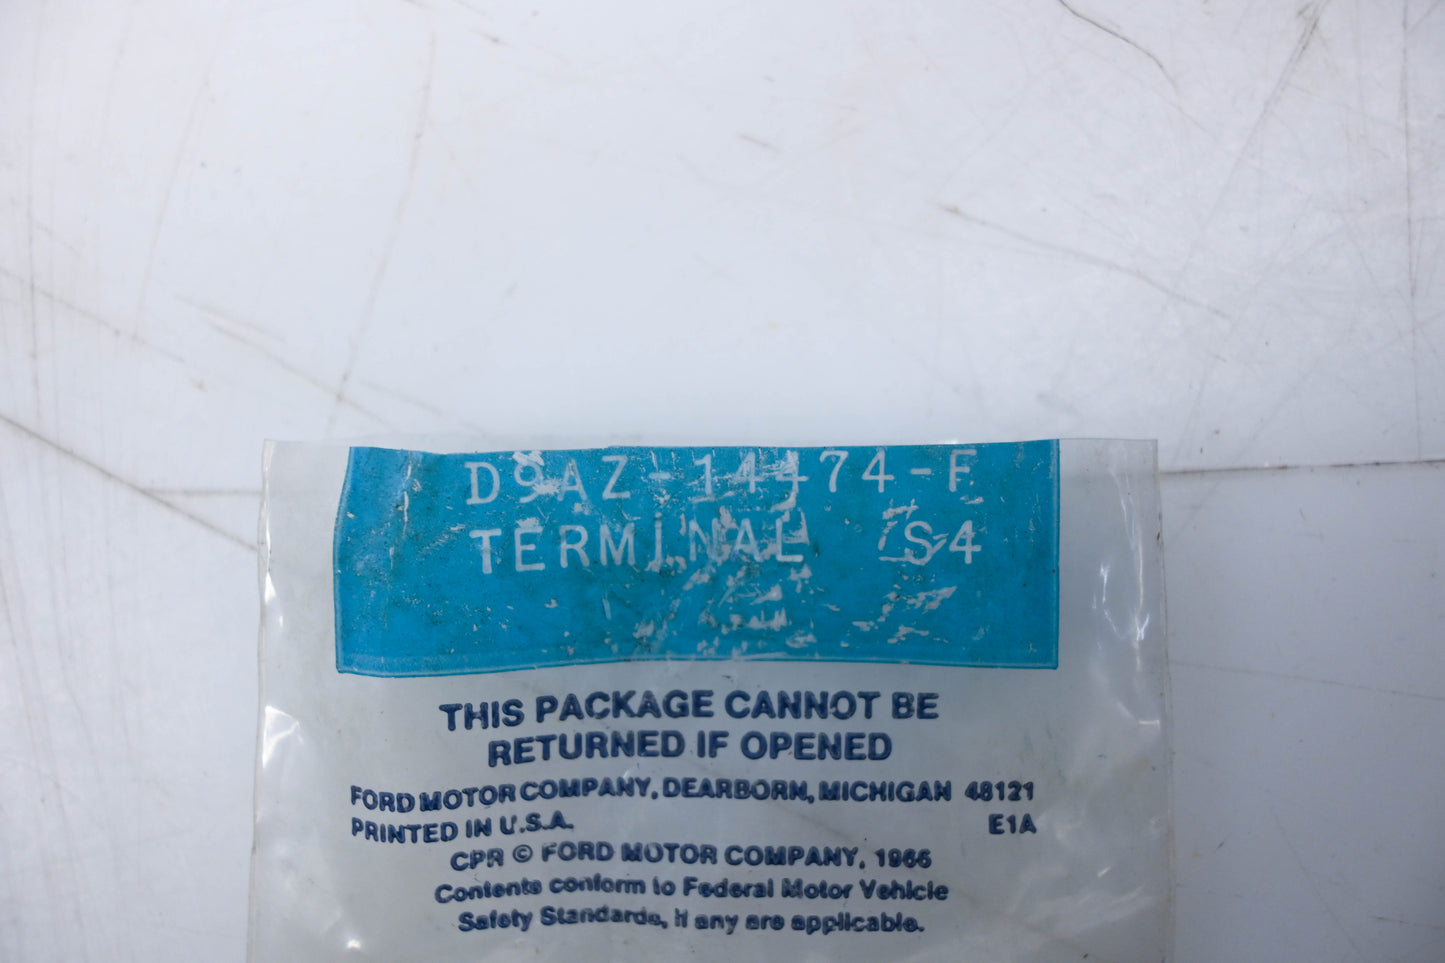 D9AZ-14474-F
TERMINAL S4
THIS PACKAGE CANNOT BE
RETURNED IF OPENED
FORD MOTOR COMPANY, DEARBORN, MICHIGAN 48121
PRINTED IN U.S.A. E1A
CPR © FORD MOTOR COMPANY, 1966
Contents conform to Federal Motor Vehicle
Safety Standards, if any are applicable.